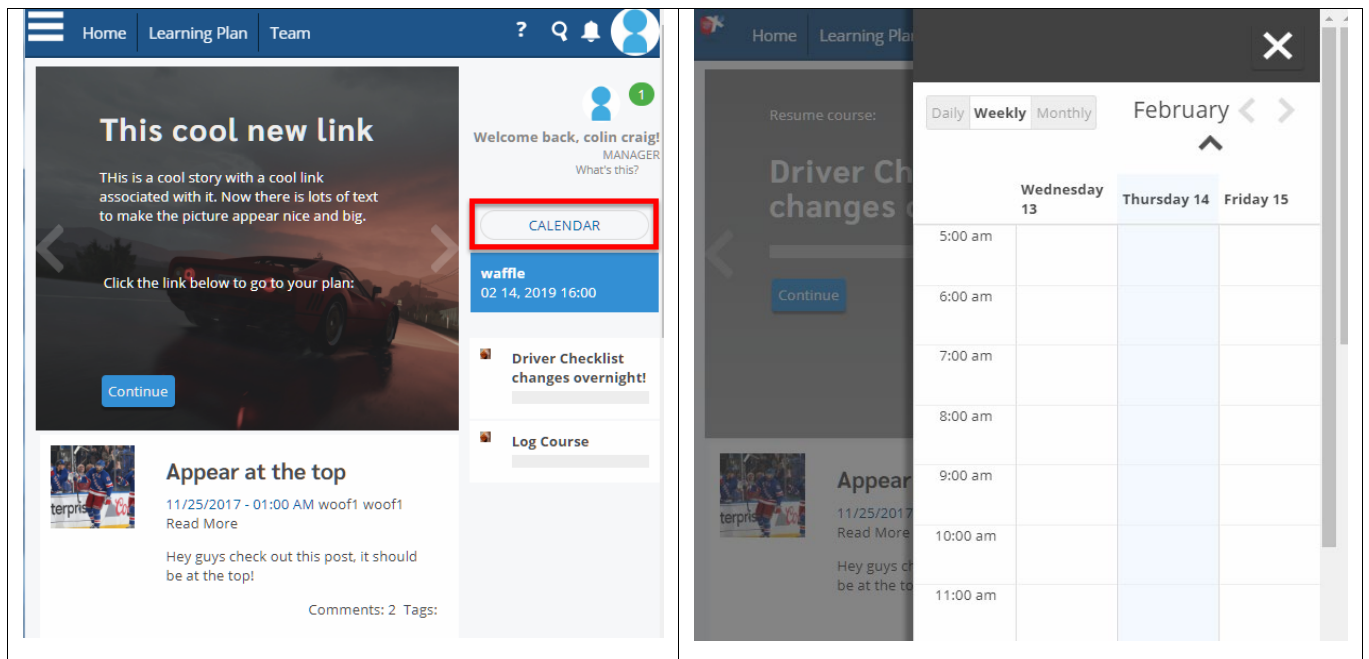 Home Learning Plan Team ?
This cool new link
THis is a cool story with a cool link
associated with it. Now there is lots of text
to make the picture appear nice and big.
Click the link below to go to your plan:
Continue
1
Welcome back, colin craig!
MANAGER
What's this?
CALENDAR
waffle
02 14, 2019 16:00
Driver Checklist
changes overnight!
Log Course
terpris
Appear at the top
11/25/2017 - 01:00 AM woof1 woof1
Read More
Hey guys check out this post, it should
be at the top!
Comments: 2 Tags:
Home Learning Pla
Resume course:
Driver Ch
changes
Continue
terpris
Appear
11/25/2017
Read More
Hey guys ch
be at the to
Daily Weekly Monthly
February
Wednesday
13
Thursday 14
Friday 15
5:00 am
6:00 am
7:00 am
8:00 am
9:00 am
10:00 am
11:00 am